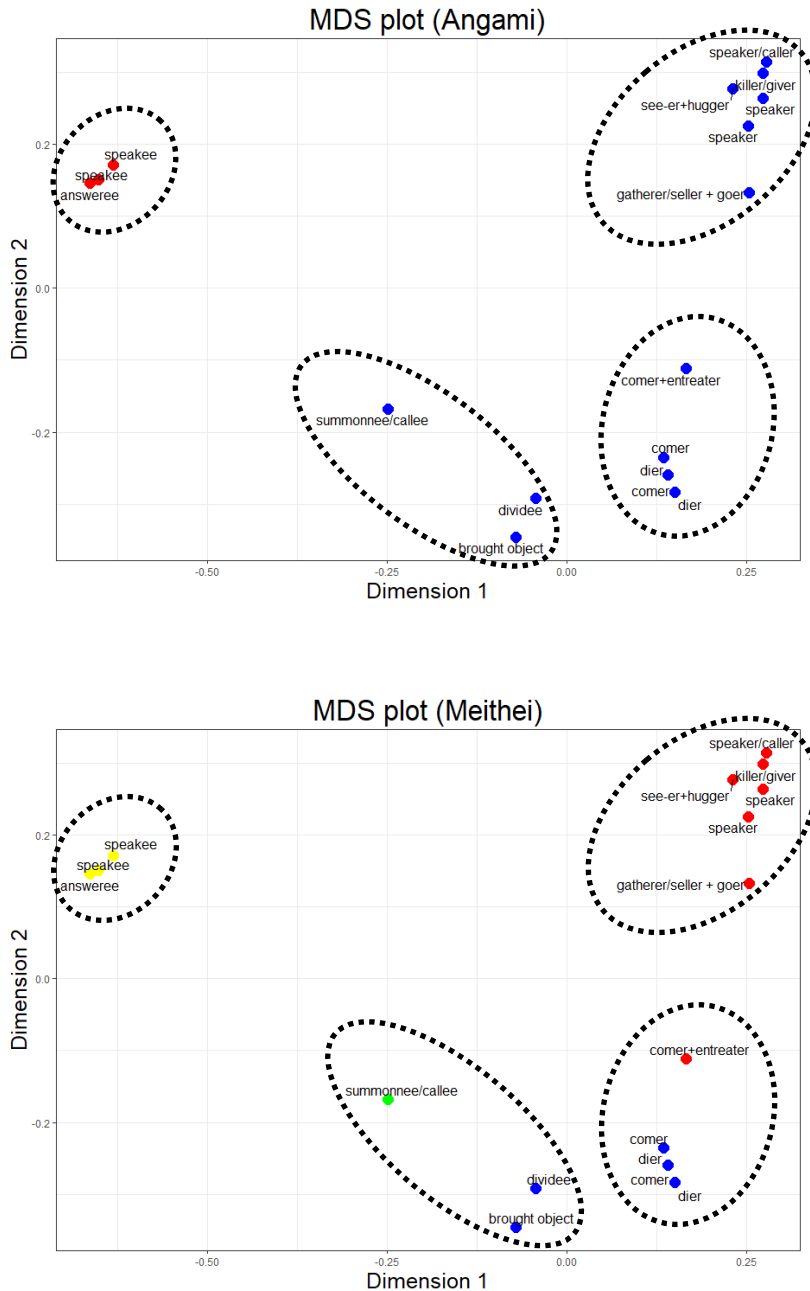 MDS plot (Angami)
speaker/caller
killer/giver
see-er+hugger
speaker
speaker
gatherer/seller + goer
speakee
speakee
answeree
comer+entreater
summonnee/callee
comer
dier
comer
dier
dividee
brought object
0.2
0.0
-0.2
Dimension 2
-0.50
-0.25
0.00
0.25
Dimension 1
MDS plot (Meithei)
speaker/caller
killer/giver
see-er+hugger
speaker
speaker
gatherer/seller + goer
speakee
speakee
answeree
comer+entreater
summonnee/callee
comer
dier
comer
dier
dividee
brought object
0.2
0.0
-0.2
Dimension 2
-0.50
-0.25
0.00
0.25
Dimension 1